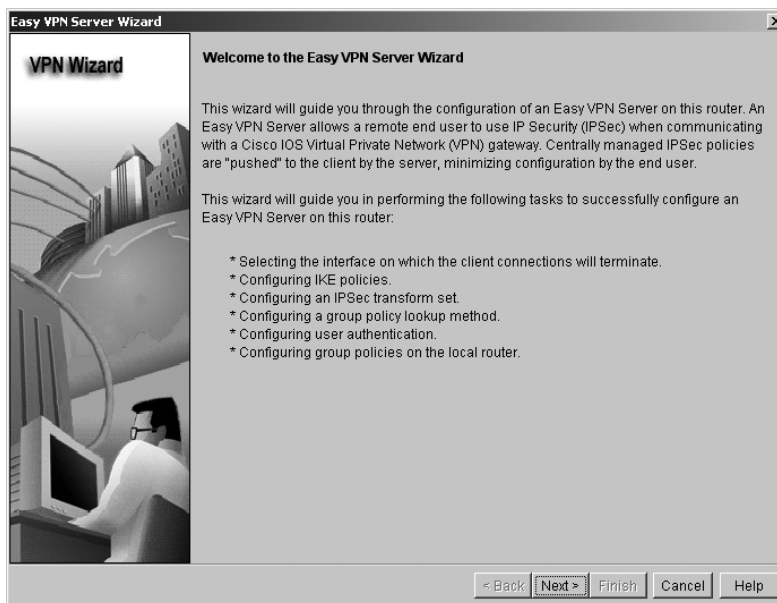 Easy VPN Server Wizard
VPN Wizard
Welcome to the Easy VPN Server Wizard
This wizard will guide you through the configuration of an Easy VPN Server on this router. An
Easy VPN Server allows a remote end user to use IP Security (IPSec) when communicating
with a Cisco IOS Virtual Private Network (VPN) gateway. Centrally managed IPSec policies
are "pushed" to the client by the server, minimizing configuration by the end user.
This wizard will guide you in performing the following tasks to successfully configure an
Easy VPN Server on this router:
* Selecting the interface on which the client connections will terminate.
* Configuring IKE policies.
* Configuring an IPSec transform set.
* Configuring a group policy lookup method.
* Configuring user authentication.
* Configuring group policies on the local router.
< Back Next > Finish Cancel Help